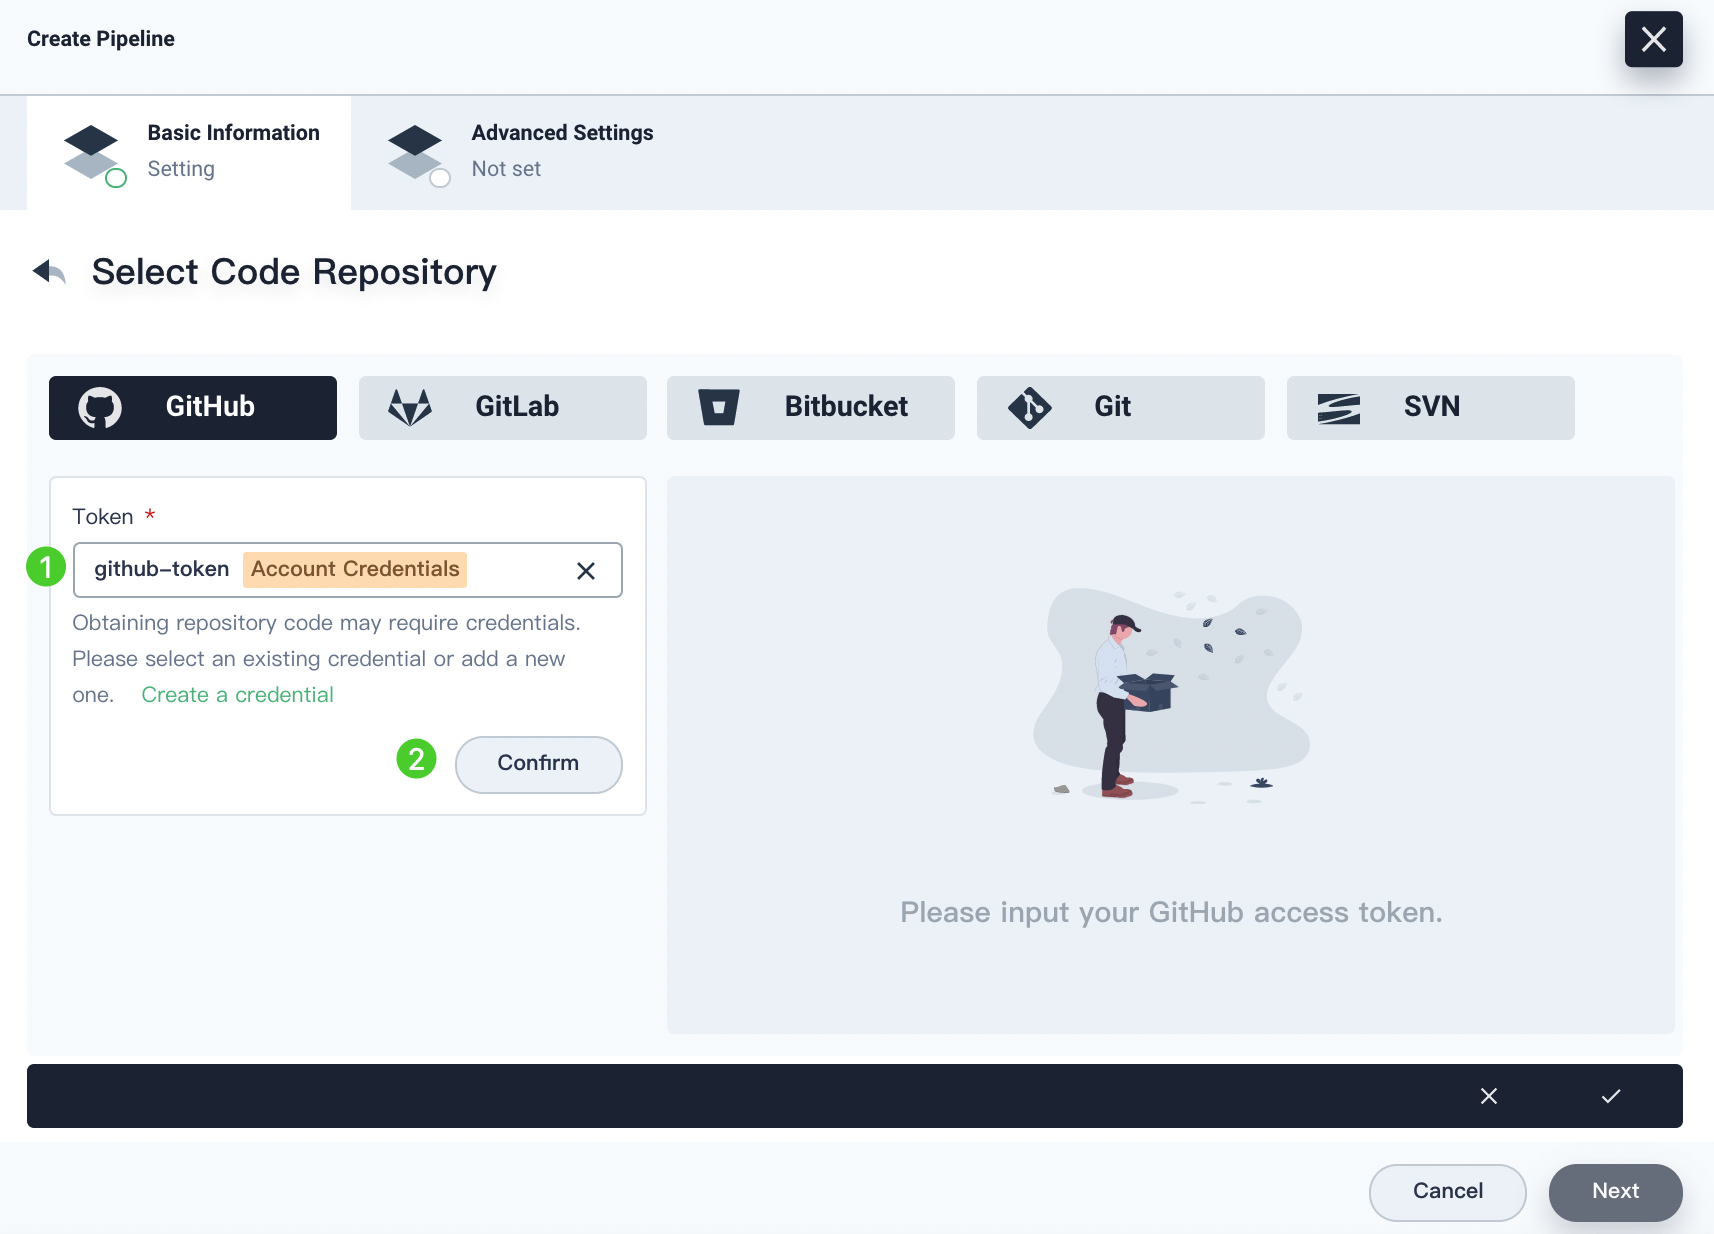 Create Pipeline
Basic Information
Setting
Advanced Settings
Not set
Select Code Repository
GitHub
GitLab
Bitbucket
Git
SVN
Token *
1
github-token Account Credentials
Obtaining repository code may require credentials.
Please select an existing credential or add a new
one. Create a credential
2
Confirm
Please input your GitHub access token.
Cancel
Next